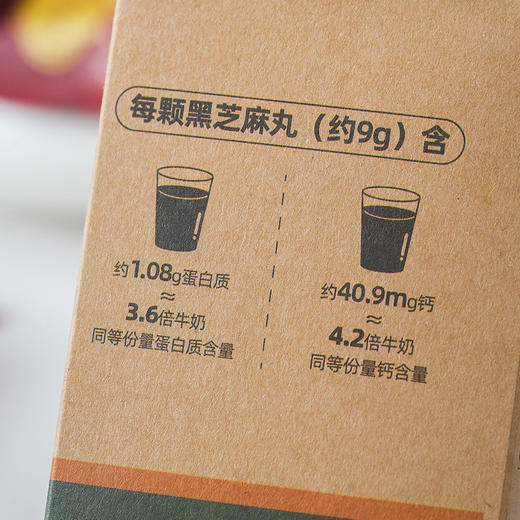 每颗黑芝麻丸（约9g）含
约1.08g蛋白质
≈
3.6倍牛奶
同等份量蛋白质含量
约40.9mg钙
≈
4.2倍牛奶
同等份量钙含量